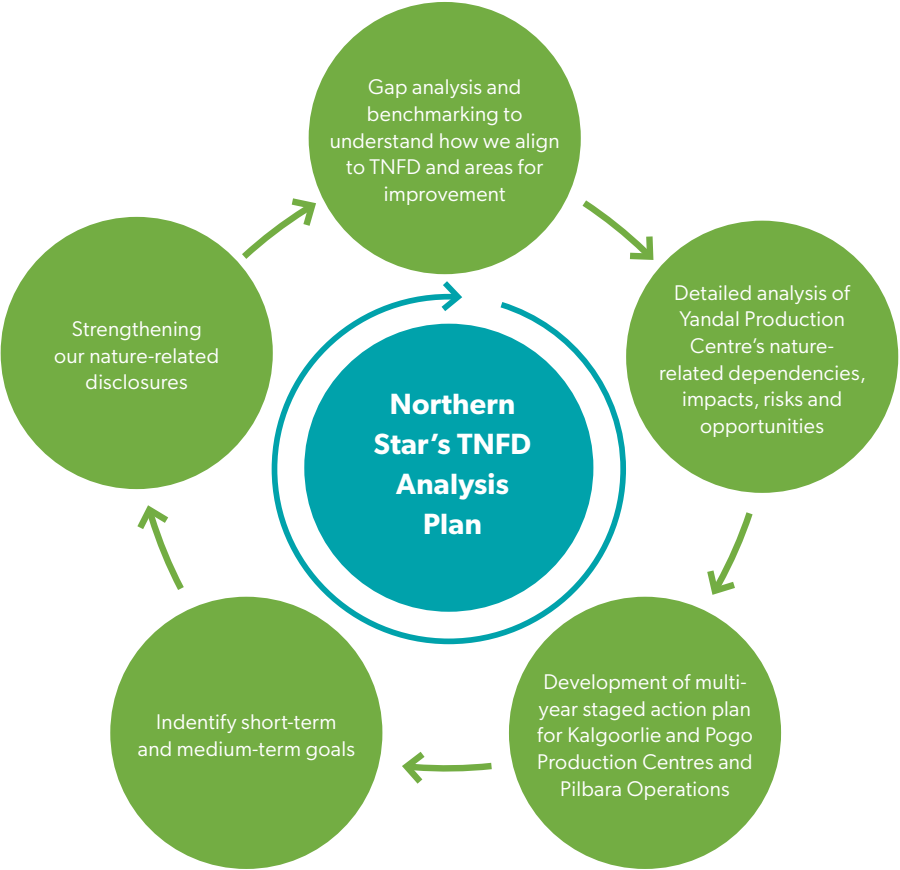 Gap analysis and
benchmarking to
understand how we align
to TNFD and areas for
improvement
Detailed analysis of
Yandal Production
Centre's nature-
related dependencies,
impacts, risks and
opportunities
Development of multi-
year staged action plan
for Kalgoorlie and Pogo
Production Centres and
Pilbara Operations
Indentify short-term
and medium-term goals
Strengthening
our nature-related
disclosures
Northern
Star's TNFD
Analysis
Plan